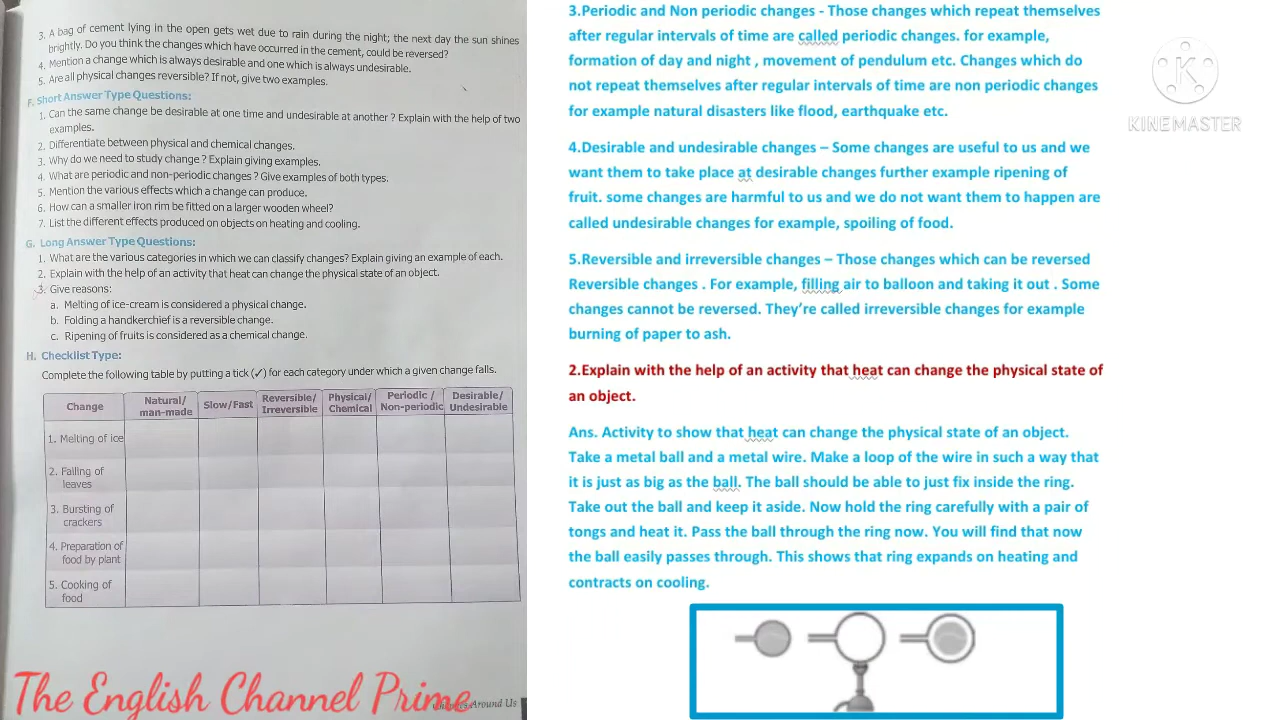 3. A bag of cement lying in the open gets wet due to rain during the night; the next day the sun shines
brightly. Do you think the changes which have occurred in the cement, could be reversed?
4. Mention a change which is always desirable and one which is always undesirable.
5. Are all physical changes reversible? If not, give two examples.
F. Short Answer Type Questions:
1. Can the same change be desirable at one time and undesirable at another ? Explain with the help of two
examples.
2. Differentiate between physical and chemical changes.
3. Why do we need to study change ? Explain giving examples.
4. What are periodic and non-periodic changes ? Give examples of both types.
5. Mention the various effects which a change can produce.
6. How can a smaller iron rim be fitted on a larger wooden wheel?
7. List the different effects produced on objects on heating and cooling.
G. Long Answer Type Questions:
1. What are the various categories in which we can classify changes? Explain giving an example of each.
2. Explain with the help of an activity that heat can change the physical state of an object.
3. Give reasons:
a. Melting of ice-cream is considered a physical change.
b. Folding a handkerchief is a reversible change.
c. Ripening of fruits is considered as a chemical change.
H. Checklist Type:
Complete the following table by putting a tick (✓) for each category under which a given change falls.
Change
Natural/
man-made
Slow/Fast
Reversible/
Irreversible
Physical/
Chemical
Periodic /
Non-periodic
Desirable/
Undesirable
1. Melting of ice
2. Falling of
leaves
3. Bursting of
crackers
4. Preparation of
food by plant
5. Cooking of
food
The English Channel Prime
Around Us
3.Periodic and Non periodic changes - Those changes which repeat themselves
after regular intervals of time are called periodic changes. for example,
formation of day and night , movement of pendulum etc. Changes which do
not repeat themselves after regular intervals of time are non periodic changes
for example natural disasters like flood, earthquake etc.
4.Desirable and undesirable changes – Some changes are useful to us and we
want them to take place at desirable changes further example ripening of
fruit. some changes are harmful to us and we do not want them to happen are
called undesirable changes for example, spoiling of food.
5.Reversible and irreversible changes – Those changes which can be reversed
Reversible changes . For example, filling air to balloon and taking it out . Some
changes cannot be reversed. They’re called irreversible changes for example
burning of paper to ash.
2.Explain with the help of an activity that heat can change the physical state of
an object.
Ans. Activity to show that heat can change the physical state of an object.
Take a metal ball and a metal wire. Make a loop of the wire in such a way that
it is just as big as the ball. The ball should be able to just fix inside the ring.
Take out the ball and keep it aside. Now hold the ring carefully with a pair of
tongs and heat it. Pass the ball through the ring now. You will find that now
the ball easily passes through. This shows that ring expands on heating and
contracts on cooling.
K
KINEMASTER